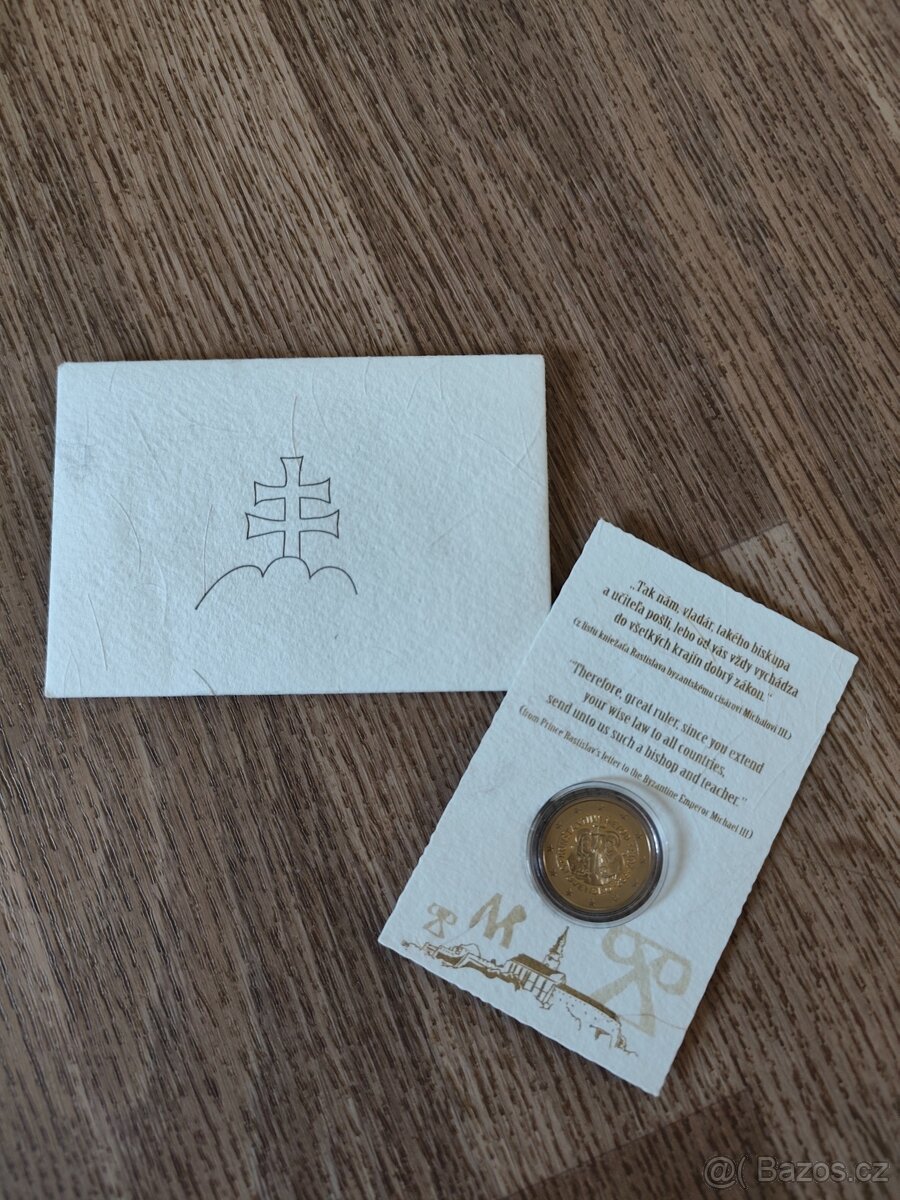 „Tak nám, vladár, takého biskupa
a učiteľa pošli, lebo od vás vždy vychádza
do všetkých krajín dobrý zákon.“
(z listu kniežaťa Rastislava byzantskému cisárovi Michalovi III.)
“Therefore, great ruler, since you extend
your wise law to all countries,
send unto us such a bishop and teacher.”
(from Prince Rastislav's letter to the Byzantine Emperor Michael III)
@( Bazos.cz